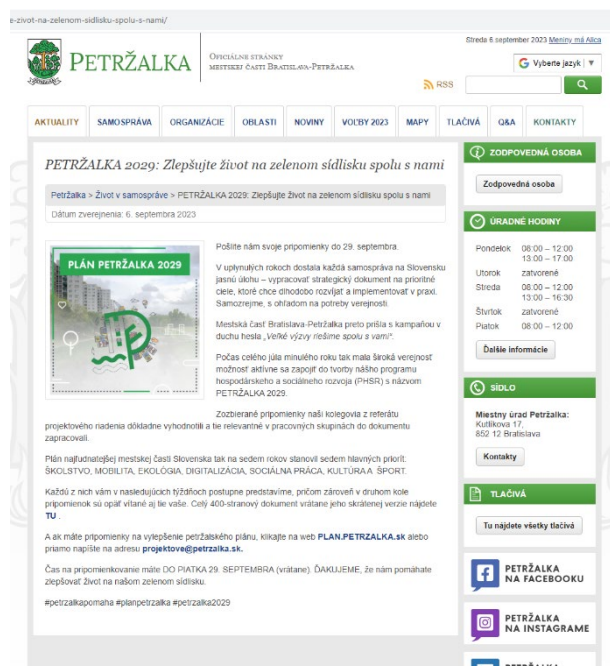 e-zivot-na-zelenom-sidlisku-spolu-s-nami/
Streda 6 september 2023 Meniny má Alica
PETRŽALKA
OFICIÁLNE STRÁNKY
MESTSKEJ ČASTI BRATISLAVA-PETRŽALKA
Vyberte jazyk ▼
RSS
AKTUALITY SAMOSPRÁVA ORGANIZÁCIE OBLASTI NOVINY VOĽBY 2023 MAPY TLAČIVÁ Q&A KONTAKTY
PETRŽALKA 2029: Zlepšujte život na zelenom sídlisku spolu s nami
Petržalka > Život v samospráve > PETRŽALKA 2029: Zlepšujte život na zelenom sídlisku spolu s nami
Dátum zverejnenia: 6. septembra 2023
PLÁN PETRŽALKA 2029
Pošlite nám svoje pripomienky do 29. septembra.
V uplynulých rokoch dostala každá samospráva na Slovensku
jasnú úlohu – vypracovať strategický dokument na prioritné
ciele, ktoré chce dlhodobo rozvíjať a implementovať v praxi.
Samozrejme, s ohľadom na potreby verejnosti.
Mestská časť Bratislava-Petržalka preto prišla s kampaňou v
duchu hesla „Veľké výzvy riešime spolu s vami“.
Počas celého júla minulého roku tak mala široká verejnosť
možnosť aktívne sa zapojiť do tvorby nášho programu
hospodárskeho a sociálneho rozvoja (PHSR) s názvom
PETRŽALKA 2029.
Zozbierané pripomienky naši kolegovia z referátu
projektového riadenia dôkladne vyhodnotili a tie relevantné v pracovných skupinách do dokumentu
zapracovali.
Plán najľudnatejšej mestskej časti Slovenska tak na sedem rokov stanovil sedem hlavných priorít:
ŠKOLSTVO, MOBILITA, EKOLÓGIA, DIGITALIZÁCIA, SOCIÁLNA PRÁCA, KULTÚRA A ŠPORT.
Každú z nich vám v nasledujúcich týždňoch postupne predstavíme, pričom zároveň v druhom kole
pripomienok sú opäť vítané aj tie vaše. Celý 400-stranový dokument vrátane jeho skrátenej verzie nájdete
TU .
A ak máte pripomienky na vylepšenie petržalského plánu, klikajte na web PLAN.PETRZALKA.sk alebo
priamo napíšte na adresu projektove@petrzalka.sk.
Čas na pripomienkovanie máte DO PIATKA 29. SEPTEMBRA (vrátane). ĎAKUJEME, že nám pomáhate
zlepšovať život na našom zelenom sídlisku.
#petrzalkapomaha #planpetrzalka #petrzalka2029
ZODPOVEDNÁ OSOBA
Zodpovedná osoba
ÚRADNÉ HODINY
Pondelok 08:00 – 12:00
13:00 – 17:00
Utorok zatvorené
Streda 08:00 – 12:00
13:00 – 16:30
Štvrtok zatvorené
Piatok 08:00 – 12:00
Ďalšie informácie
SÍDLO
Miestny úrad Petržalka:
Kutlíkova 17,
852 12 Bratislava
Kontakty
TLAČIVÁ
Tu nájdete všetky tlačivá
PETRŽALKA
NA FACEBOOKU
PETRŽALKA
NA INSTAGRAME